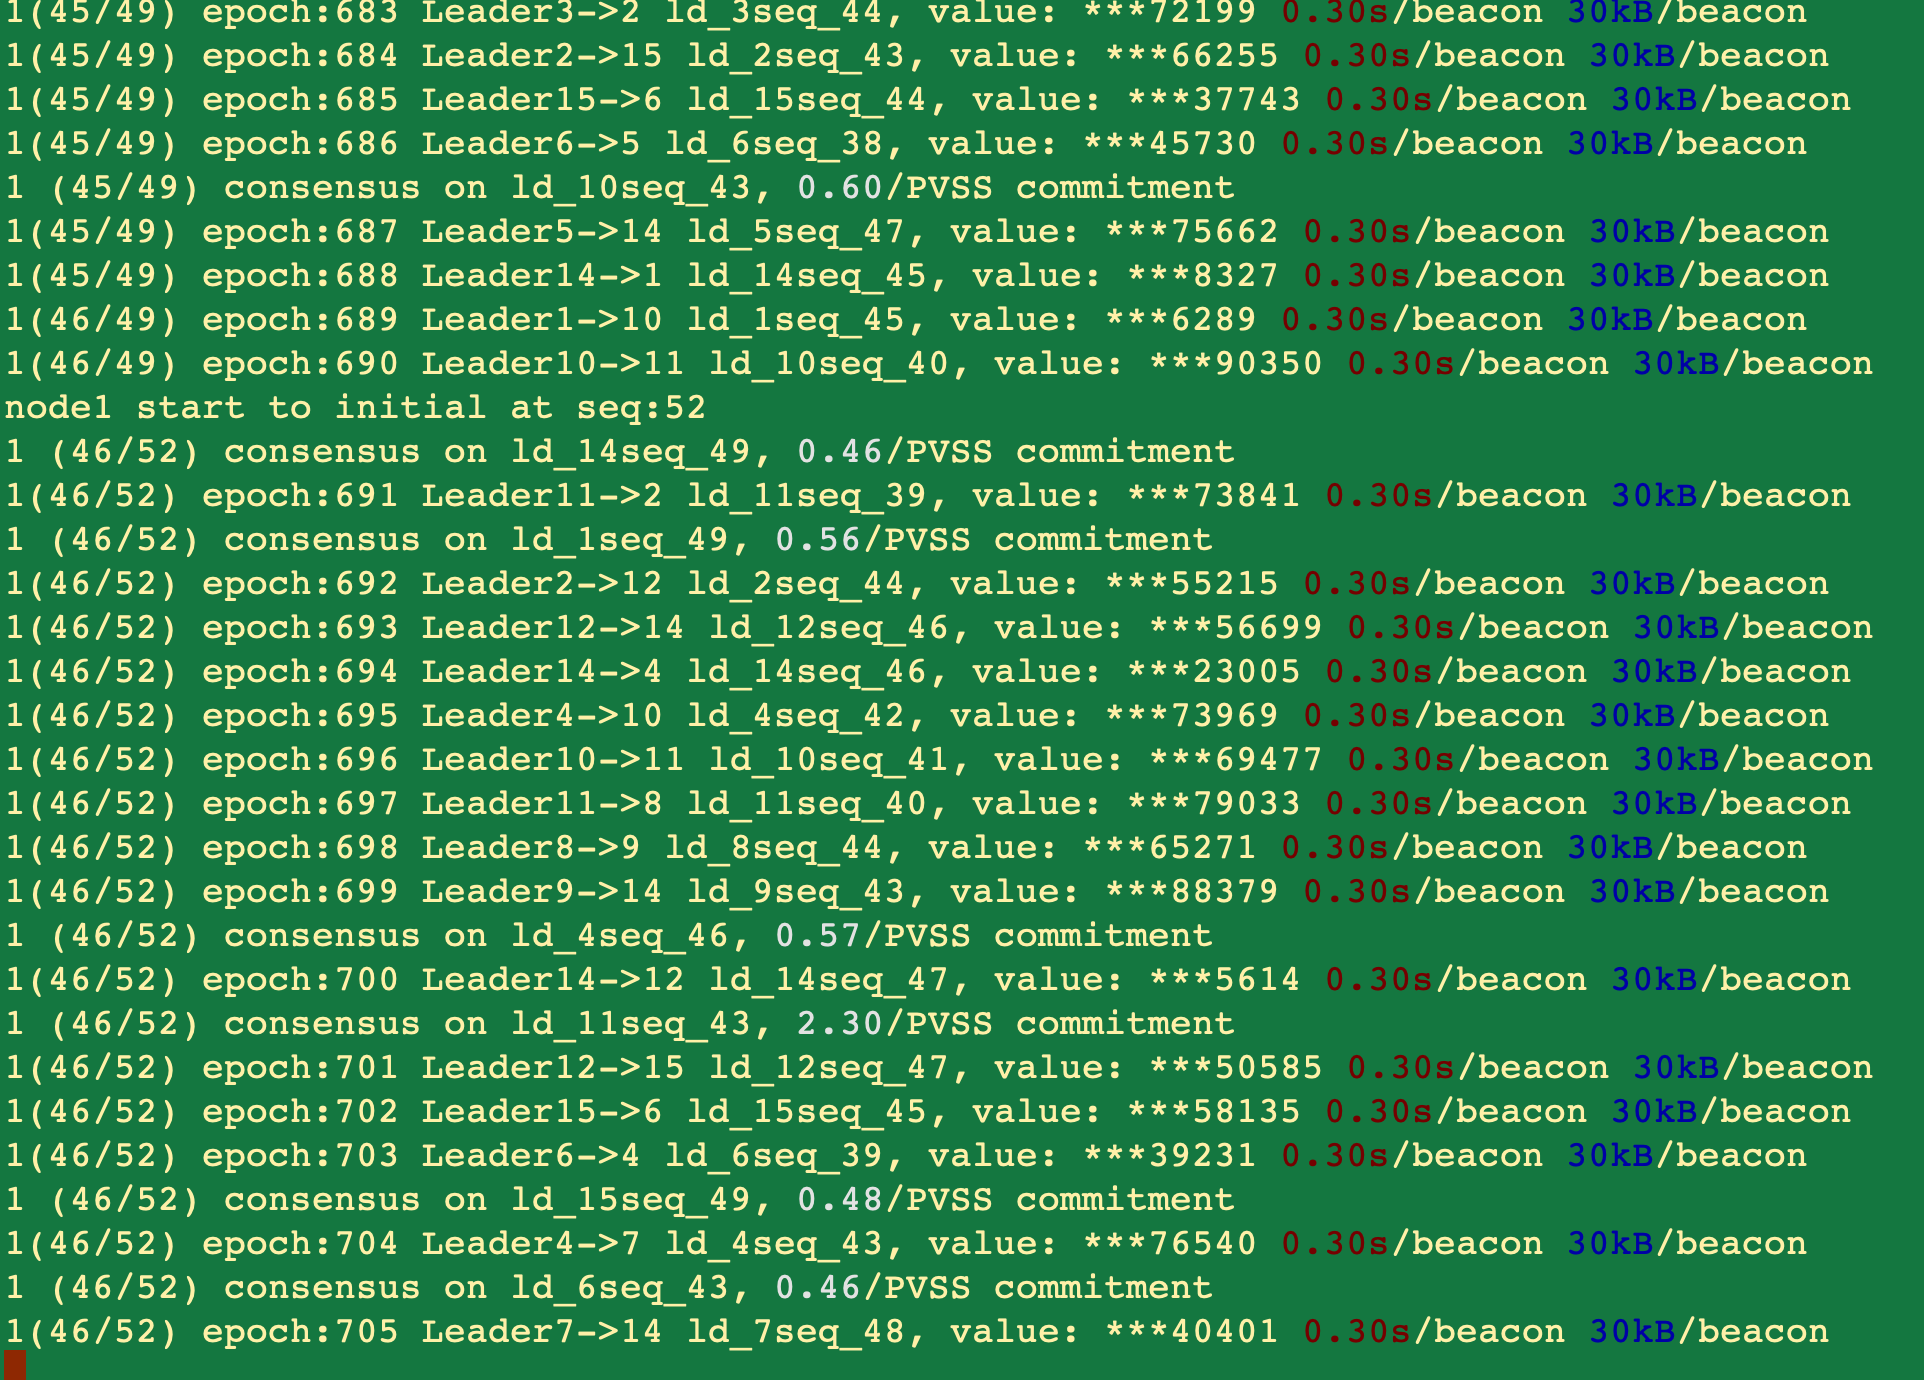 1(45/49) epoch:683 Leader3->2 ld_3seq_44, value: ***72199 0.30s/beacon 30kB/beacon
1(45/49) epoch:684 Leader2->15 ld_2seq_43, value: ***66255 0.30s/beacon 30kB/beacon
1(45/49) epoch:685 Leader15->6 ld_15seq_44, value: ***37743 0.30s/beacon 30kB/beacon
1(45/49) epoch:686 Leader6->5 ld_6seq_38, value: ***45730 0.30s/beacon 30kB/beacon
1 (45/49) consensus on ld_10seq_43, 0.60/PVSS commitment
1(45/49) epoch:687 Leader5->14 ld_5seq_47, value: ***75662 0.30s/beacon 30kB/beacon
1(45/49) epoch:688 Leader14->1 ld_14seq_45, value: ***8327 0.30s/beacon 30kB/beacon
1(46/49) epoch:689 Leader1->10 ld_1seq_45, value: ***6289 0.30s/beacon 30kB/beacon
1(46/49) epoch:690 Leader10->11 ld_10seq_40, value: ***90350 0.30s/beacon 30kB/beacon
node1 start to initial at seq:52
1 (46/52) consensus on ld_14seq_49, 0.46/PVSS commitment
1(46/52) epoch:691 Leader11->2 ld_11seq_39, value: ***73841 0.30s/beacon 30kB/beacon
1 (46/52) consensus on ld_1seq_49, 0.56/PVSS commitment
1(46/52) epoch:692 Leader2->12 ld_2seq_44, value: ***55215 0.30s/beacon 30kB/beacon
1(46/52) epoch:693 Leader12->14 ld_12seq_46, value: ***56699 0.30s/beacon 30kB/beacon
1(46/52) epoch:694 Leader14->4 ld_14seq_46, value: ***23005 0.30s/beacon 30kB/beacon
1(46/52) epoch:695 Leader4->10 ld_4seq_42, value: ***73969 0.30s/beacon 30kB/beacon
1(46/52) epoch:696 Leader10->11 ld_10seq_41, value: ***69477 0.30s/beacon 30kB/beacon
1(46/52) epoch:697 Leader11->8 ld_11seq_40, value: ***79033 0.30s/beacon 30kB/beacon
1(46/52) epoch:698 Leader8->9 ld_8seq_44, value: ***65271 0.30s/beacon 30kB/beacon
1(46/52) epoch:699 Leader9->14 ld_9seq_43, value: ***88379 0.30s/beacon 30kB/beacon
1 (46/52) consensus on ld_4seq_46, 0.57/PVSS commitment
1(46/52) epoch:700 Leader14->12 ld_14seq_47, value: ***5614 0.30s/beacon 30kB/beacon
1 (46/52) consensus on ld_11seq_43, 2.30/PVSS commitment
1(46/52) epoch:701 Leader12->15 ld_12seq_47, value: ***50585 0.30s/beacon 30kB/beacon
1(46/52) epoch:702 Leader15->6 ld_15seq_45, value: ***58135 0.30s/beacon 30kB/beacon
1(46/52) epoch:703 Leader6->4 ld_6seq_39, value: ***39231 0.30s/beacon 30kB/beacon
1 (46/52) consensus on ld_15seq_49, 0.48/PVSS commitment
1(46/52) epoch:704 Leader4->7 ld_4seq_43, value: ***76540 0.30s/beacon 30kB/beacon
1 (46/52) consensus on ld_6seq_43, 0.46/PVSS commitment
1(46/52) epoch:705 Leader7->14 ld_7seq_48, value: ***40401 0.30s/beacon 30kB/beacon